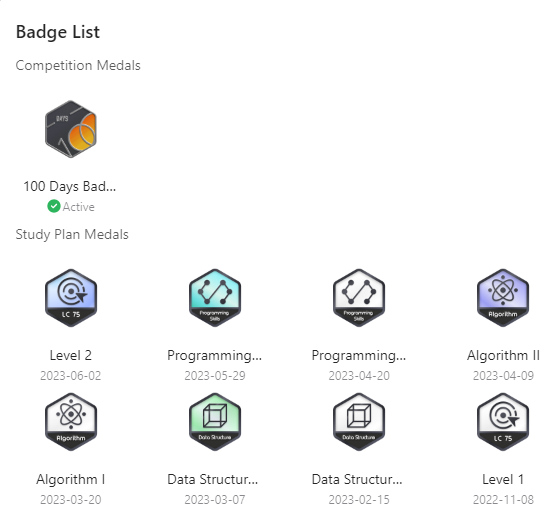 Badge List
Competition Medals
DAYS
100 Days Bad...
Active
Study Plan Medals
LC 75
Programming
Skills
Programming
Skills
Algorithm
Level 2
Programming...
Programming...
Algorithm II
2023-06-02
2023-05-29
2023-04-20
2023-04-09
Algorithm
Data Structure
Data Structure
LC 75
Algorithm I
Data Structur...
Data Structur...
Level 1
2023-03-20
2023-03-07
2023-02-15
2022-11-08